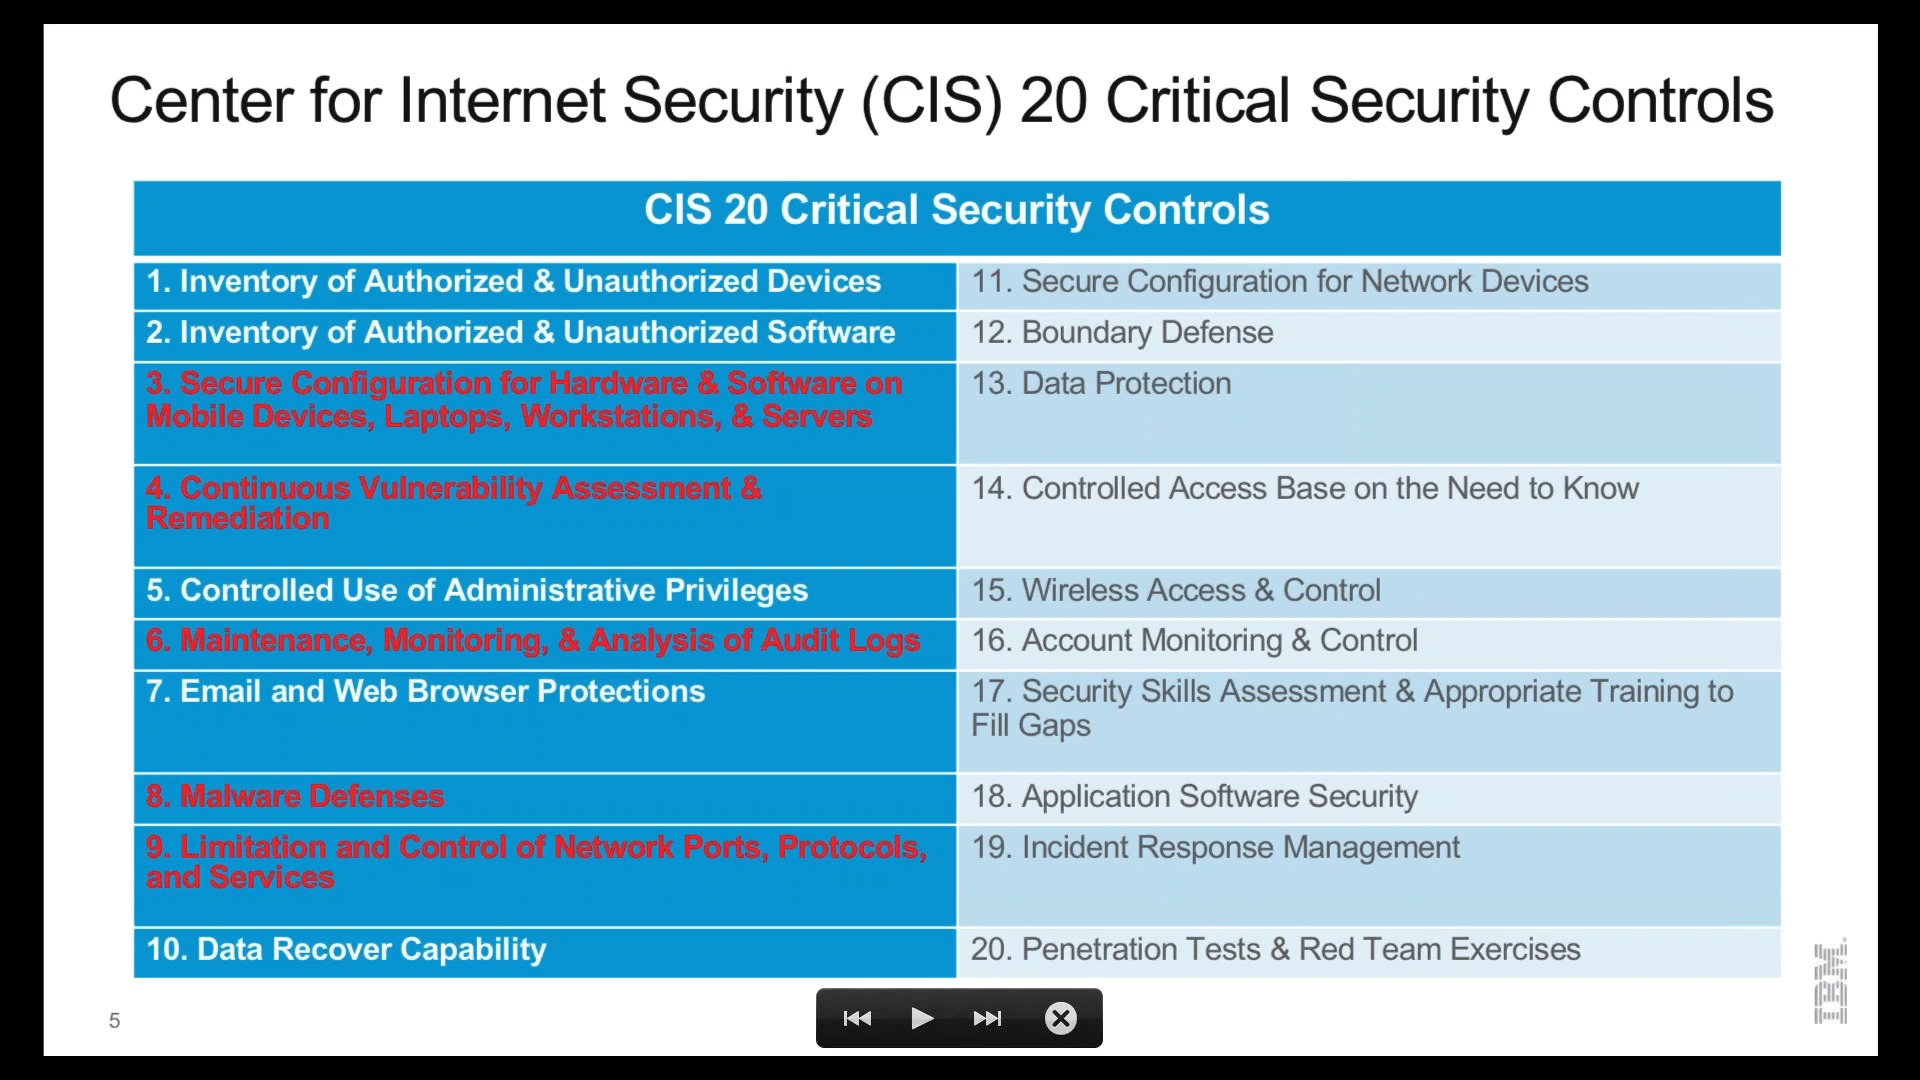 Center for Internet Security (CIS) 20 Critical Security Controls
CIS 20 Critical Security Controls
1. Inventory of Authorized & Unauthorized Devices
11. Secure Configuration for Network Devices
2. Inventory of Authorized & Unauthorized Software
12. Boundary Defense
3. Secure Configuration for Hardware & Software on
Mobile Devices, Laptops, Workstations, & Servers
13. Data Protection
4. Continuous Vulnerability Assessment &
Remediation
14. Controlled Access Base on the Need to Know
5. Controlled Use of Administrative Privileges
15. Wireless Access & Control
6. Maintenance, Monitoring, & Analysis of Audit Logs
16. Account Monitoring & Control
7. Email and Web Browser Protections
17. Security Skills Assessment & Appropriate Training to
Fill Gaps
8. Malware Defenses
18. Application Software Security
9. Limitation and Control of Network Ports, Protocols,
and Services
19. Incident Response Management
10. Data Recover Capability
20. Penetration Tests & Red Team Exercises
5
IBM